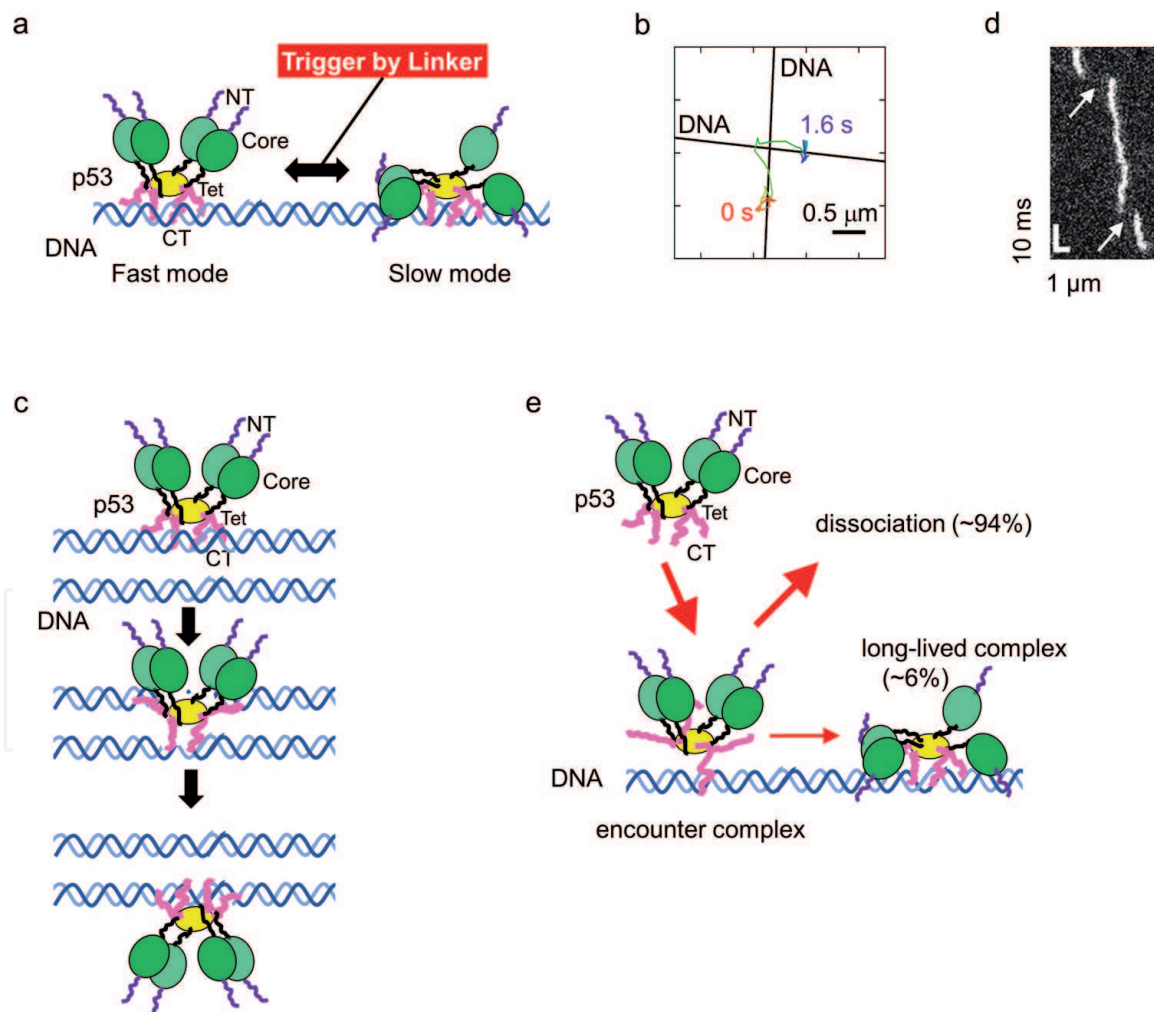 a
Trigger by Linker
NT
Core
p53
Tet
CT
DNA
Fast mode
Slow mode
b
DNA
DNA
1.6 s
0 s
0.5 μm
d
10 ms
1 μm
c
NT
Core
p53
Tet
CT
DNA
e
NT
Core
p53
Tet
CT
dissociation (~94%)
long-lived complex
(~6%)
DNA
encounter complex